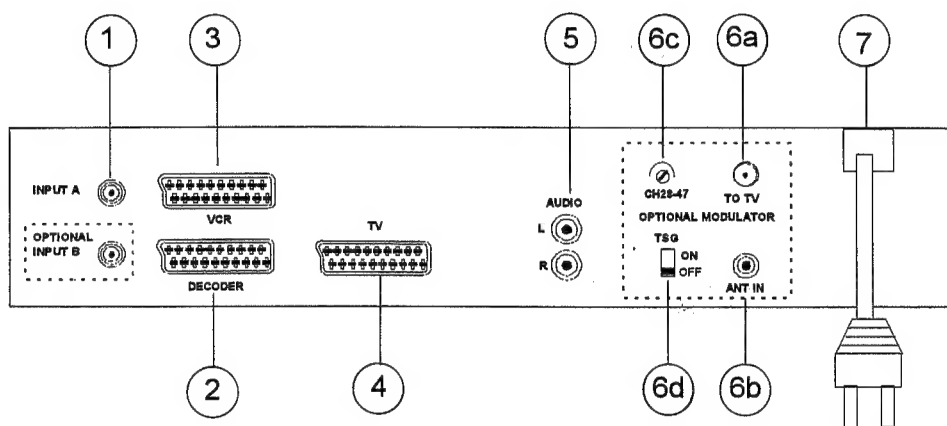 1
3
5
6c
6a
7
INPUT A
VCR
OPTIONAL
INPUT B
DECODER
TV
AUDIO
L
R
CH28-47
TO TV
OPTIONAL MODULATOR
TSG
ON
OFF
ANT IN
2
4
6d
6b